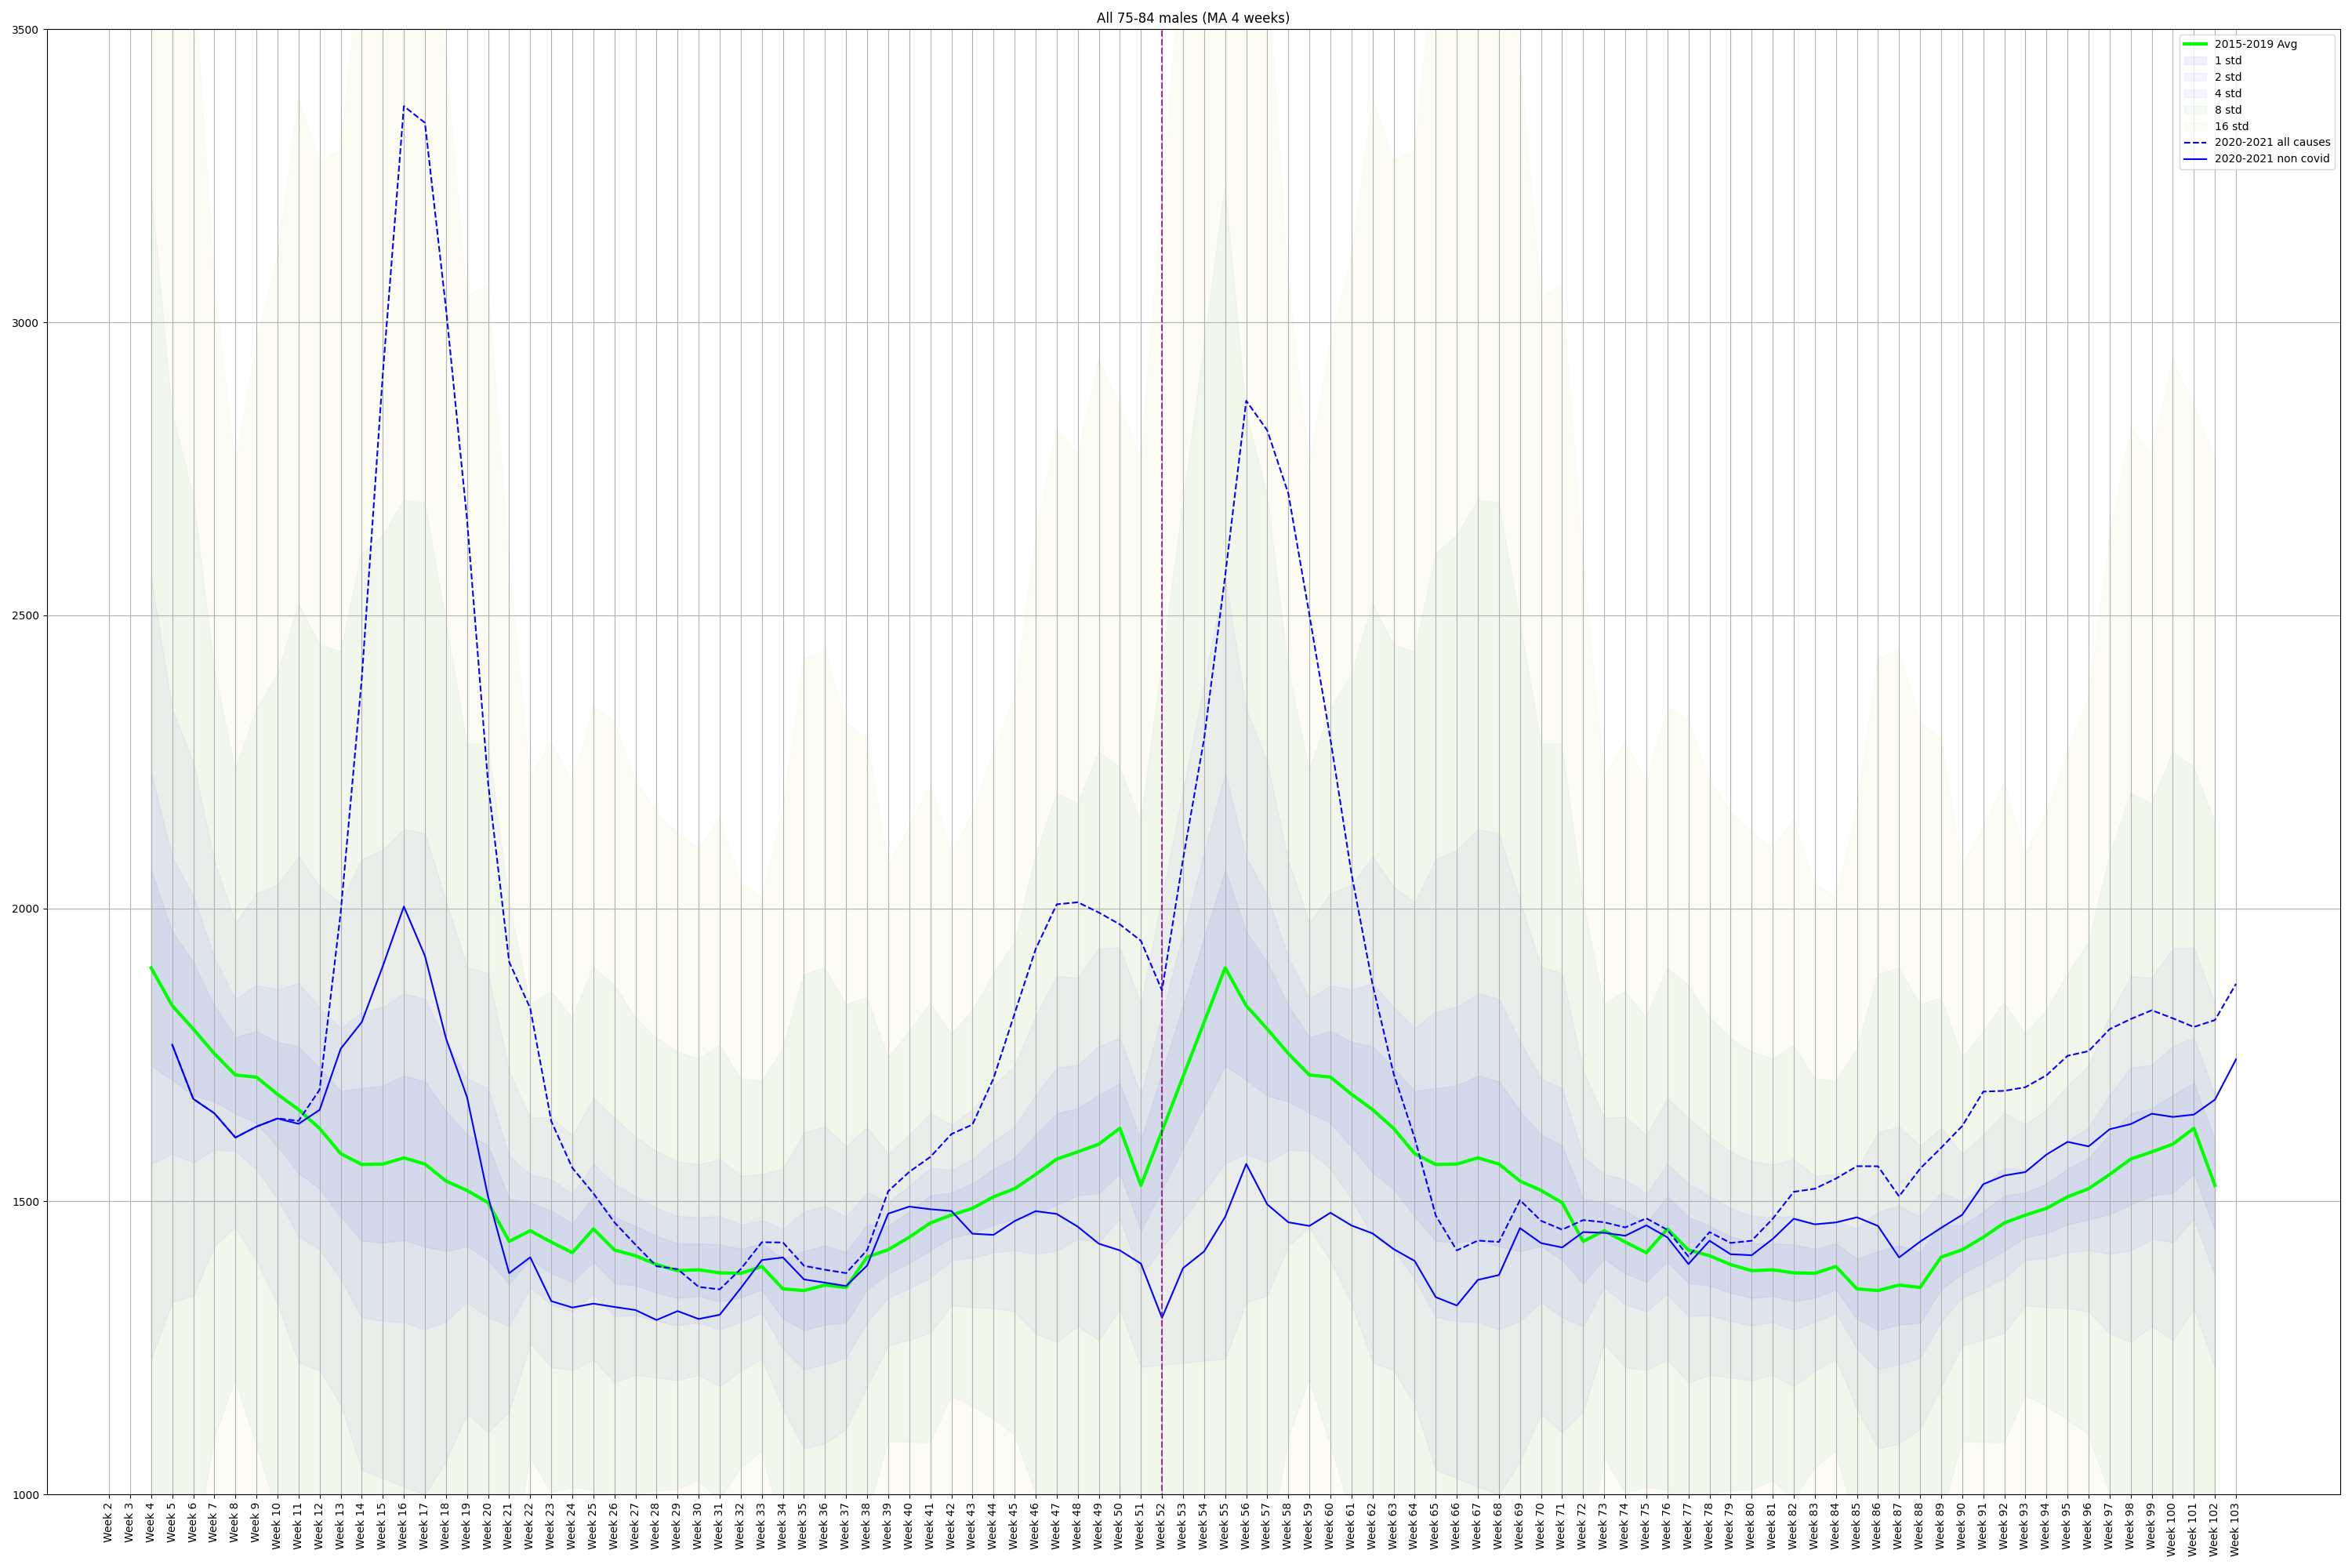 All 75-84 males (MA 4 weeks)
3500
3000
2500
2000
1500
1000
2015-2019 Avg
1 std
2 std
4 std
8 std
16 std
2020-2021 all causes
2020-2021 non covid
Week 2
Week 3
Week 4
Week 5
Week 6
Week 7
Week 8
Week 9
Week 10
Week 11
Week 12
Week 13
Week 14
Week 15
Week 16
Week 17
Week 18
Week 19
Week 20
Week 21
Week 22
Week 23
Week 24
Week 25
Week 26
Week 27
Week 28
Week 29
Week 30
Week 31
Week 32
Week 33
Week 34
Week 35
Week 36
Week 37
Week 38
Week 39
Week 40
Week 41
Week 42
Week 43
Week 44
Week 45
Week 46
Week 47
Week 48
Week 49
Week 50
Week 51
Week 52
Week 53
Week 54
Week 55
Week 56
Week 57
Week 58
Week 59
Week 60
Week 61
Week 62
Week 63
Week 64
Week 65
Week 66
Week 67
Week 68
Week 69
Week 70
Week 71
Week 72
Week 73
Week 74
Week 75
Week 76
Week 77
Week 78
Week 79
Week 80
Week 81
Week 82
Week 83
Week 84
Week 85
Week 86
Week 87
Week 88
Week 89
Week 90
Week 91
Week 92
Week 93
Week 94
Week 95
Week 96
Week 97
Week 98
Week 99
Week 100
Week 101
Week 102
Week 103